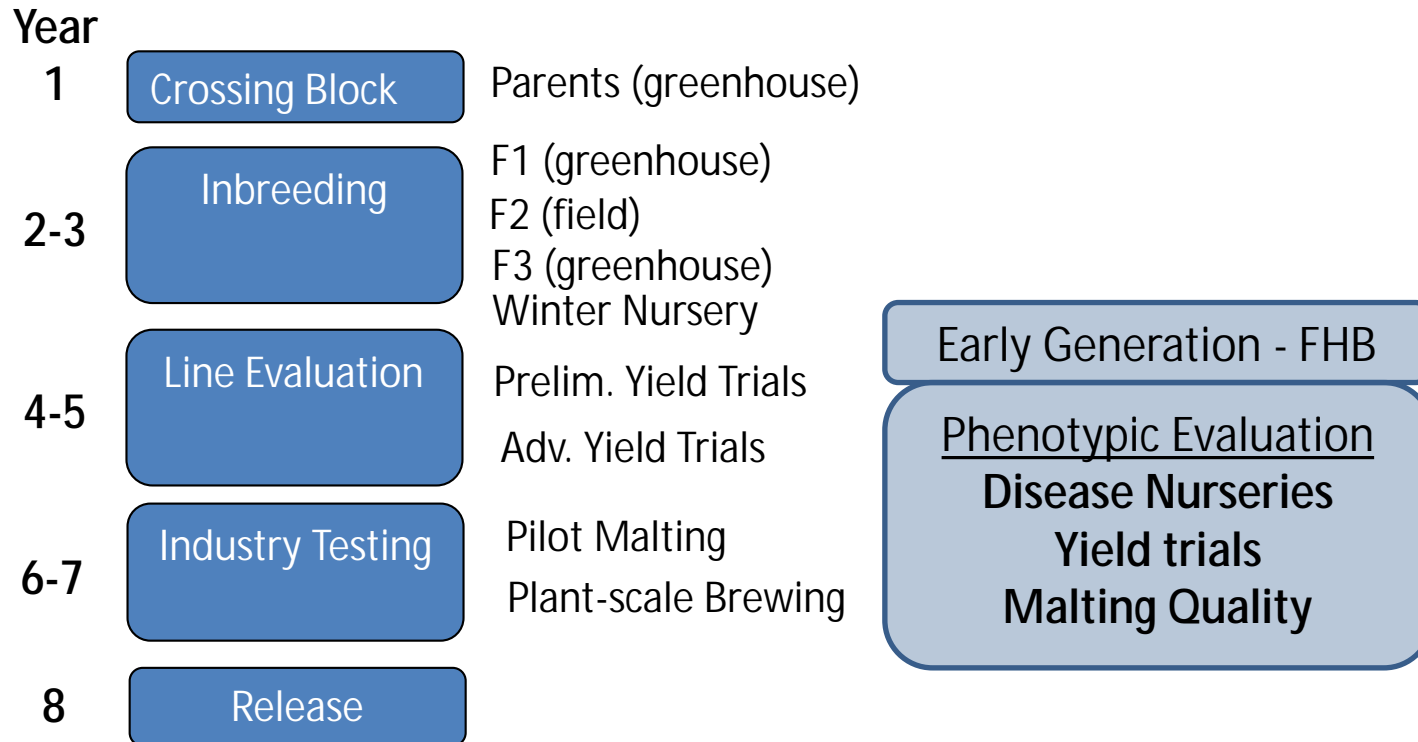 Year
1
Crossing Block
Parents (greenhouse)
2-3
Inbreeding
F1 (greenhouse)
F2 (field)
F3 (greenhouse)
Winter Nursery
4-5
Line Evaluation
Prelim. Yield Trials
Adv. Yield Trials
6-7
Industry Testing
Pilot Malting
Plant-scale Brewing
8
Release
Early Generation - FHB
Phenotypic Evaluation
Disease Nurseries
Yield trials
Malting Quality